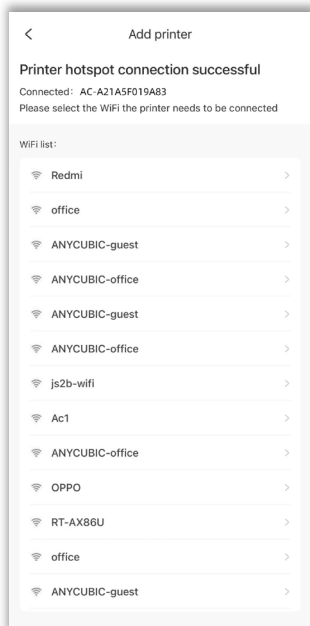 Add printer
Printer hotspot connection successful
Connected: AC-A21A5F019A83
Please select the WiFi the printer needs to be connected
WiFi list:
Redmi
office
ANYCUBIC-guest
ANYCUBIC-office
ANYCUBIC-guest
ANYCUBIC-office
js2b-wifi
Ac1
ANYCUBIC-office
OPPO
RT-AX86U
office
ANYCUBIC-guest